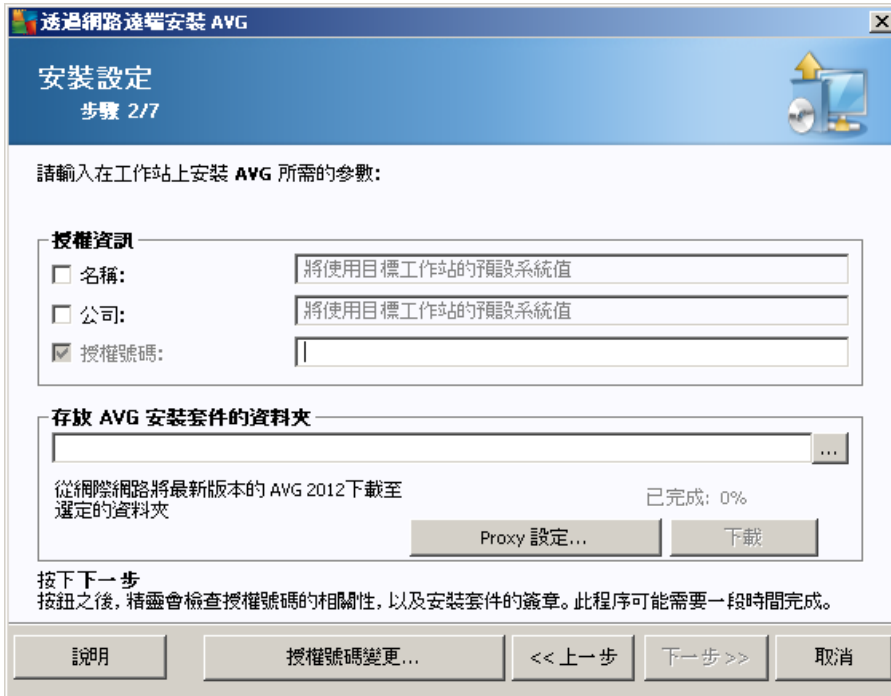 透過網路遠端安裝 AVG
安裝設定
步驟 2/7
請輸入在工作站上安裝 AVG 所需的參數:
授權資訊
名稱:
將使用目標工作站的預設系統值
公司:
將使用目標工作站的預設系統值
授權號碼:
存放 AVG 安裝套件的資料夾
...
從網際網路將最新版本的 AVG 2012下載至
選定的資料夾
已完成: 0%
Proxy 設定...
下載
按下下一步
按鈕之後, 精靈會檢查授權號碼的相關性, 以及安裝套件的簽章。此程序可能需要一段時間完成。
說明
授權號碼變更...
<< 上一步
下一步 >>
取消